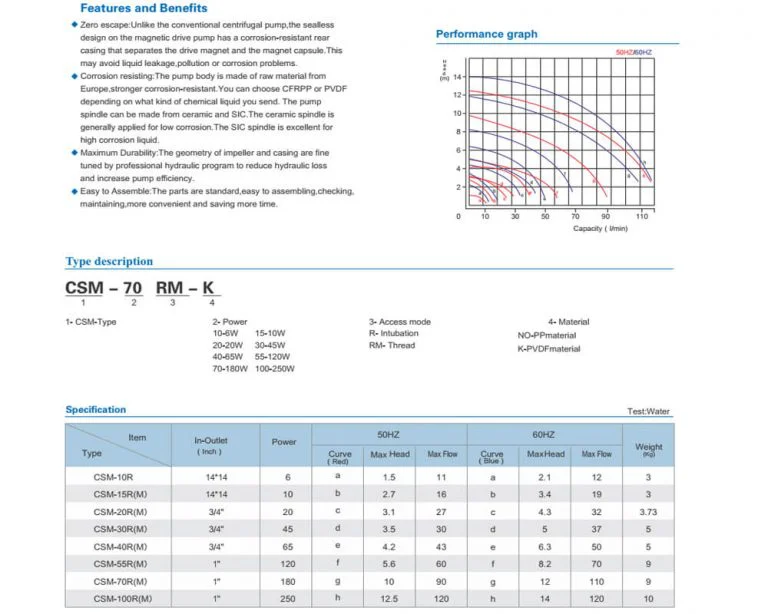 Features and Benefits
Zero escape:Unlike the conventional centrifugal pump,the sealless
design on the magnetic drive pump has a corrosion-resistant rear
casing that separates the drive magnet and the magnet capsule.This
may avoid liquid leakage,pollution or corrosion problems.
Corrosion resisting:The pump body is made of raw material from
Europe,stronger corrosion-resistant.You can choose CFRPP or PVDF
depending on what kind of chemical liquid you send. The pump
spindle can be made from ceramic and SIC.The ceramic spindle is
generally applied for low corrosion.The SIC spindle is excellent for
high corrosion liquid.
Maximum Durability:The geometry of impeller and casing are fine
tuned by professional hydraulic program to reduce hydraulic loss
and increase pump efficiency.
Easy to Assemble:The parts are standard,easy to assembling,checking,
maintaining,more convenient and saving more time.
Performance graph
50HZ/60HZ
(m) 14
12
10
8
6
4
2
0 10 30 50 70 90 110
Capacity ( l/min)
Type description
CSM – 70 RM – K
1 2 3 4
1- CSM-Type 2- Power 3- Access mode 4- Material
10-6W 15-10W R- Intubation NO-PPmaterial
20-20W 30-45W RM- Thread K-PVDFmaterial
40-65W 55-120W
70-180W 100-250W
Specification Test:Water
Item Type In-Outlet ( Inch ) Power 50HZ 60HZ Weight (Kg)
Curve ( Red) Max Head Max Flow Curve ( Blue ) MaxHead Max Flow
CSM-10R 14*14 6 a 1.5 11 a 2.1 12 3
CSM-15R(M) 14*14 10 b 2.7 16 b 3.4 19 3
CSM-20R(M) 3/4" 20 c 3.1 27 c 4.3 32 3.73
CSM-30R(M) 3/4" 45 d 3.5 30 d 5 37 5
CSM-40R(M) 3/4" 65 e 4.2 43 e 6.3 50 5
CSM-55R(M) 1" 120 f 5.6 60 f 8.2 70 9
CSM-70R(M) 1" 180 g 10 90 g 12 110 9
CSM-100R(M) 1" 250 h 12.5 120 h 14 120 10